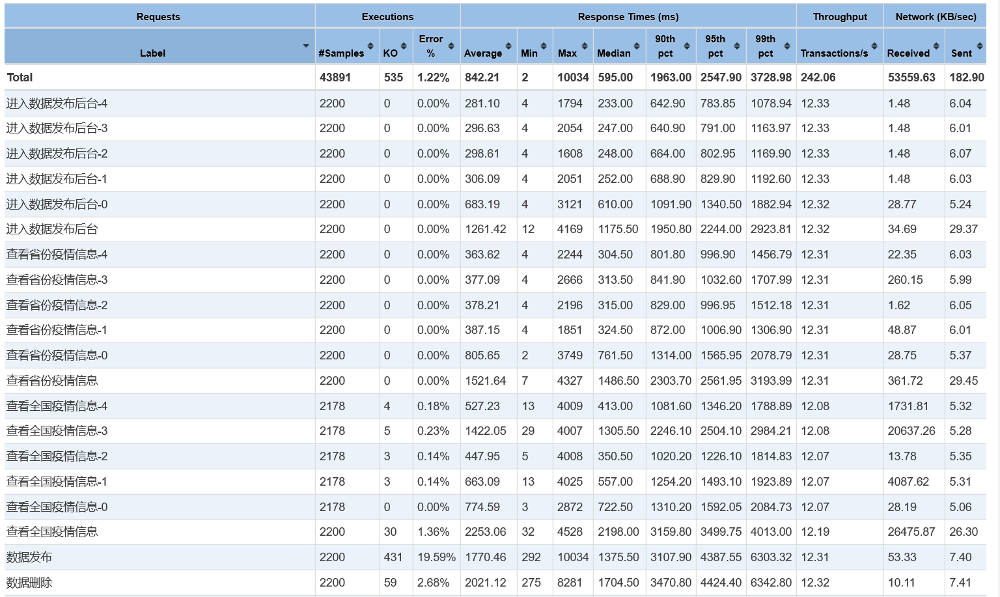 Requests Executions Response Times (ms) Throughput Network (KB/sec)
Label #Samples KO Error % Average Min Max Median 90th pct 95th pct 99th pct Transactions/s Received Sent
Total 43891 535 1.22% 842.21 2 10034 595.00 1963.00 2547.90 3728.98 242.06 53559.63 182.90
进入数据发布后台-4 2200 0 0.00% 281.10 4 1794 233.00 642.90 783.85 1078.94 12.33 1.48 6.04
进入数据发布后台-3 2200 0 0.00% 296.63 4 2054 247.00 640.90 791.00 1163.97 12.33 1.48 6.01
进入数据发布后台-2 2200 0 0.00% 298.61 4 1608 248.00 664.00 802.95 1169.90 12.33 1.48 6.07
进入数据发布后台-1 2200 0 0.00% 306.09 4 2051 252.00 688.90 829.90 1192.60 12.33 1.48 6.03
进入数据发布后台-0 2200 0 0.00% 683.19 4 3121 610.00 1091.90 1340.50 1882.94 12.32 28.77 5.24
进入数据发布后台 2200 0 0.00% 1261.42 12 4169 1175.50 1950.80 2244.00 2923.81 12.32 34.69 29.37
查看省份疫情信息-4 2200 0 0.00% 363.62 4 2244 304.50 801.80 996.90 1456.79 12.31 22.35 6.03
查看省份疫情信息-3 2200 0 0.00% 377.09 4 2666 313.50 841.90 1032.60 1707.99 12.31 260.15 5.99
查看省份疫情信息-2 2200 0 0.00% 378.21 4 2196 315.00 829.00 996.95 1512.18 12.31 1.62 6.05
查看省份疫情信息-1 2200 0 0.00% 387.15 4 1851 324.50 872.00 1006.90 1306.90 12.31 48.87 6.01
查看省份疫情信息-0 2200 0 0.00% 805.65 2 3749 761.50 1314.00 1565.95 2078.79 12.31 28.75 5.37
查看省份疫情信息 2200 0 0.00% 1521.64 7 4327 1486.50 2303.70 2561.95 3193.99 12.31 361.72 29.45
查看全国疫情信息-4 2178 4 0.18% 527.23 13 4009 413.00 1081.60 1346.20 1788.89 12.08 1731.81 5.32
查看全国疫情信息-3 2178 5 0.23% 1422.05 29 4007 1305.50 2246.10 2504.10 2984.21 12.08 20637.26 5.28
查看全国疫情信息-2 2178 3 0.14% 447.95 5 4008 350.50 1020.20 1226.10 1814.83 12.07 13.78 5.35
查看全国疫情信息-1 2178 3 0.14% 663.09 13 4025 557.00 1254.20 1493.10 1923.89 12.07 4087.62 5.31
查看全国疫情信息-0 2178 0 0.00% 774.59 3 2872 722.50 1310.20 1592.05 2084.73 12.07 28.19 5.06
查看全国疫情信息 2200 30 1.36% 2253.06 32 4528 2198.00 3159.80 3499.75 4013.00 12.19 26475.87 26.30
数据发布 2200 431 19.59% 1770.46 292 10034 1375.50 3107.90 4387.55 6303.32 12.31 53.33 7.40
数据删除 2200 59 2.68% 2021.12 275 8281 1704.50 3470.80 4424.40 6342.80 12.32 10.11 7.41